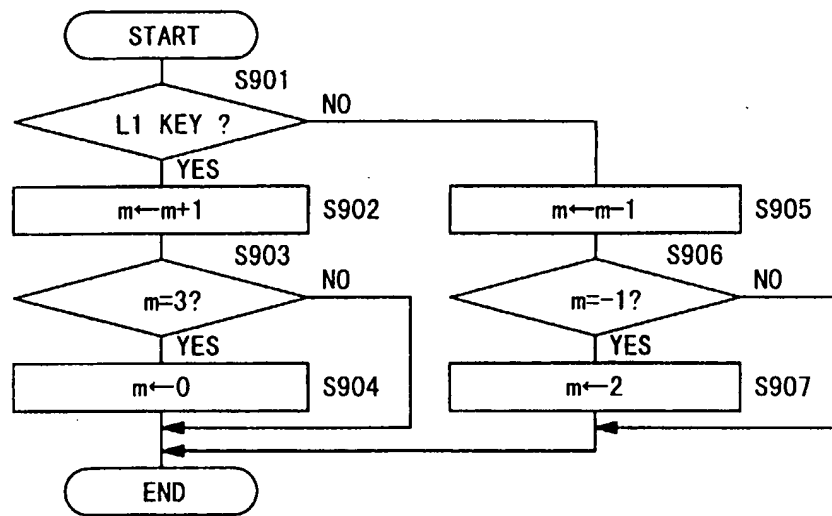 START
S901
L1 KEY ?
NO
YES
m←m+1
S902
m←m-1
S905
S903
m=3?
NO
S906
m=-1?
NO
YES
YES
m←0
S904
m←2
S907
END